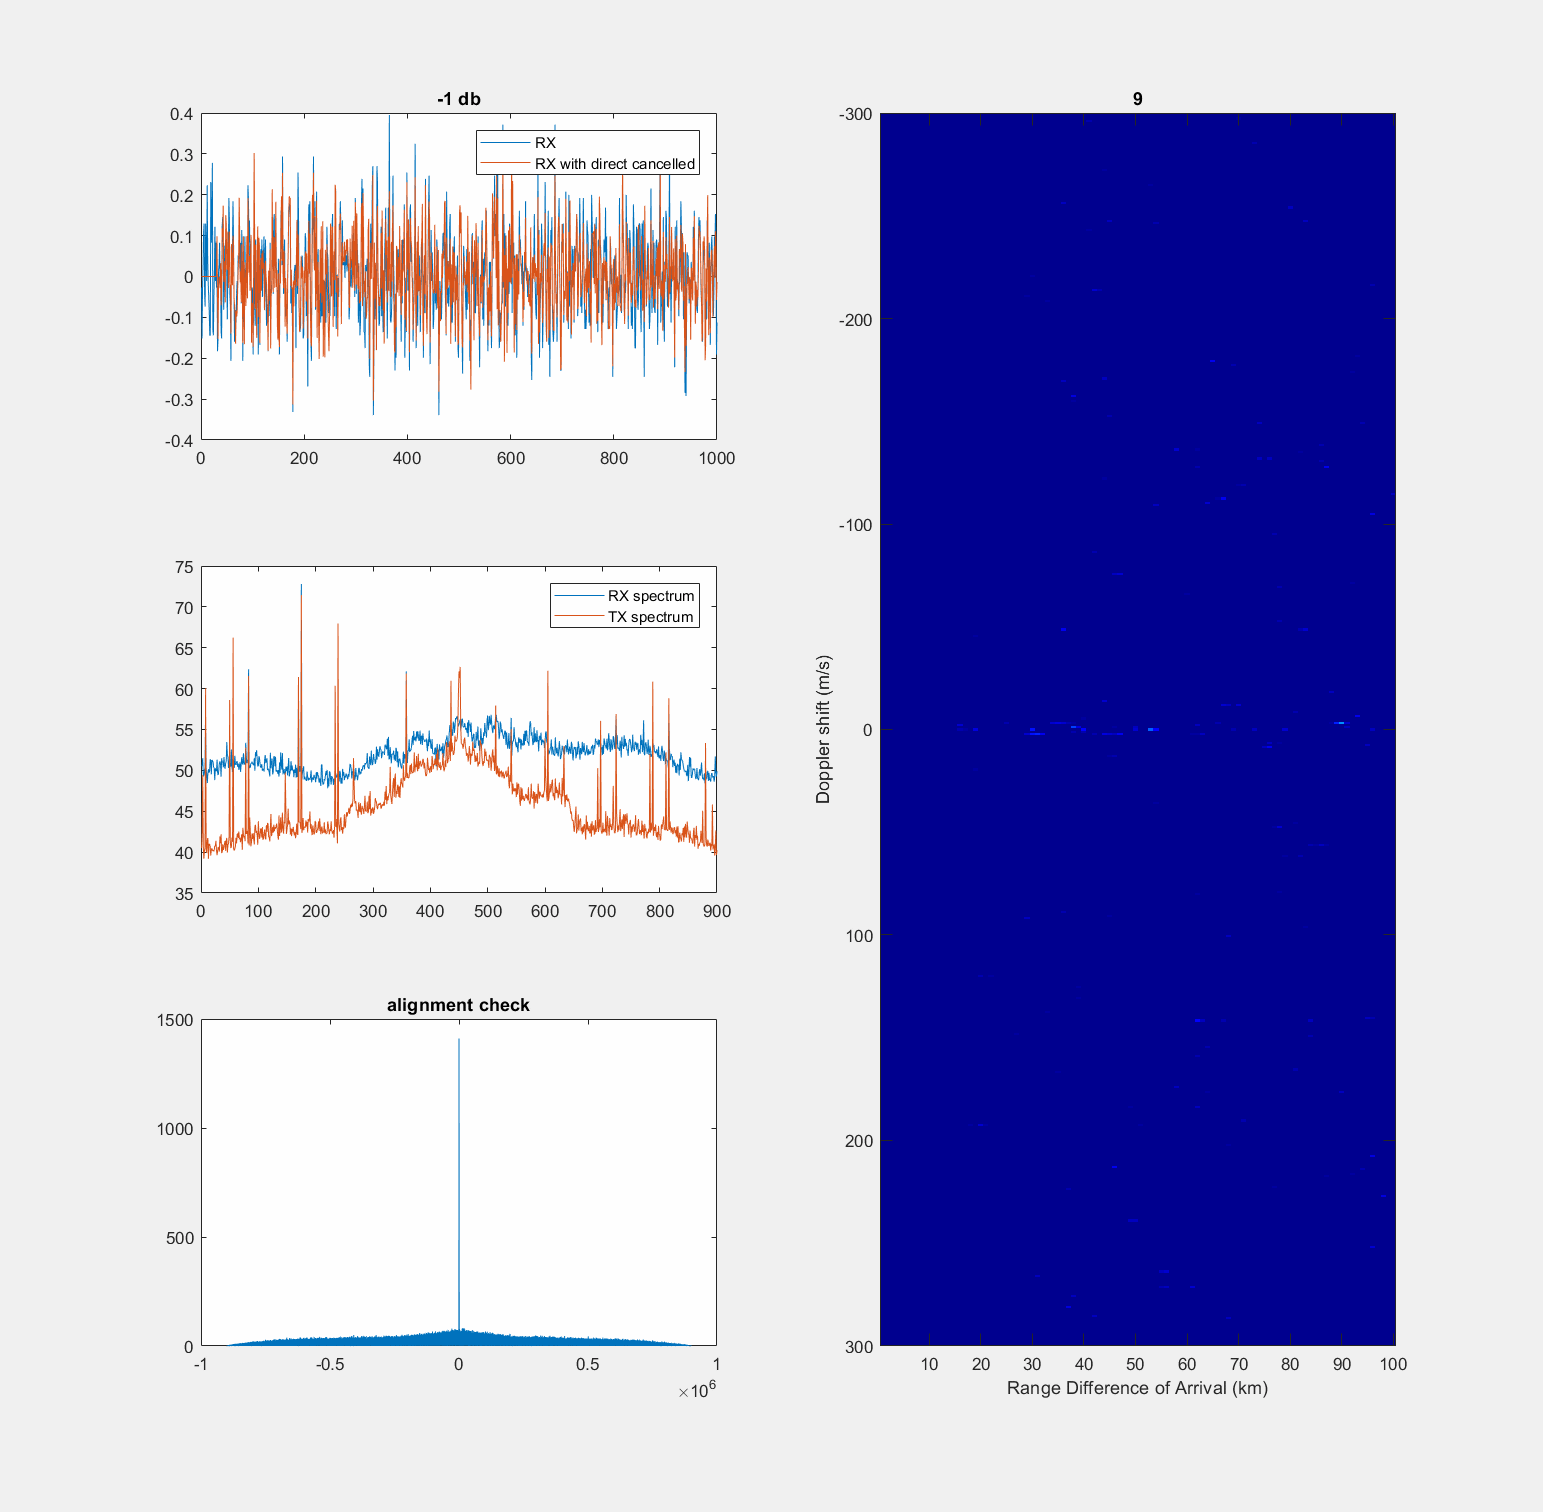 -1 db
0.4
0.3
0.2
0.1
0
-0.1
-0.2
-0.3
-0.4
0 200 400 600 800 1000
RX
RX with direct cancelled
75
70
65
60
55
50
45
40
35
0 100 200 300 400 500 600 700 800 900
RX spectrum
TX spectrum
alignment check
1500
1000
500
0
-1 -0.5 0 0.5 1
×10^6
9
-300
-200
-100
0
100
200
300
Doppler shift (m/s)
10 20 30 40 50 60 70 80 90 100
Range Difference of Arrival (km)